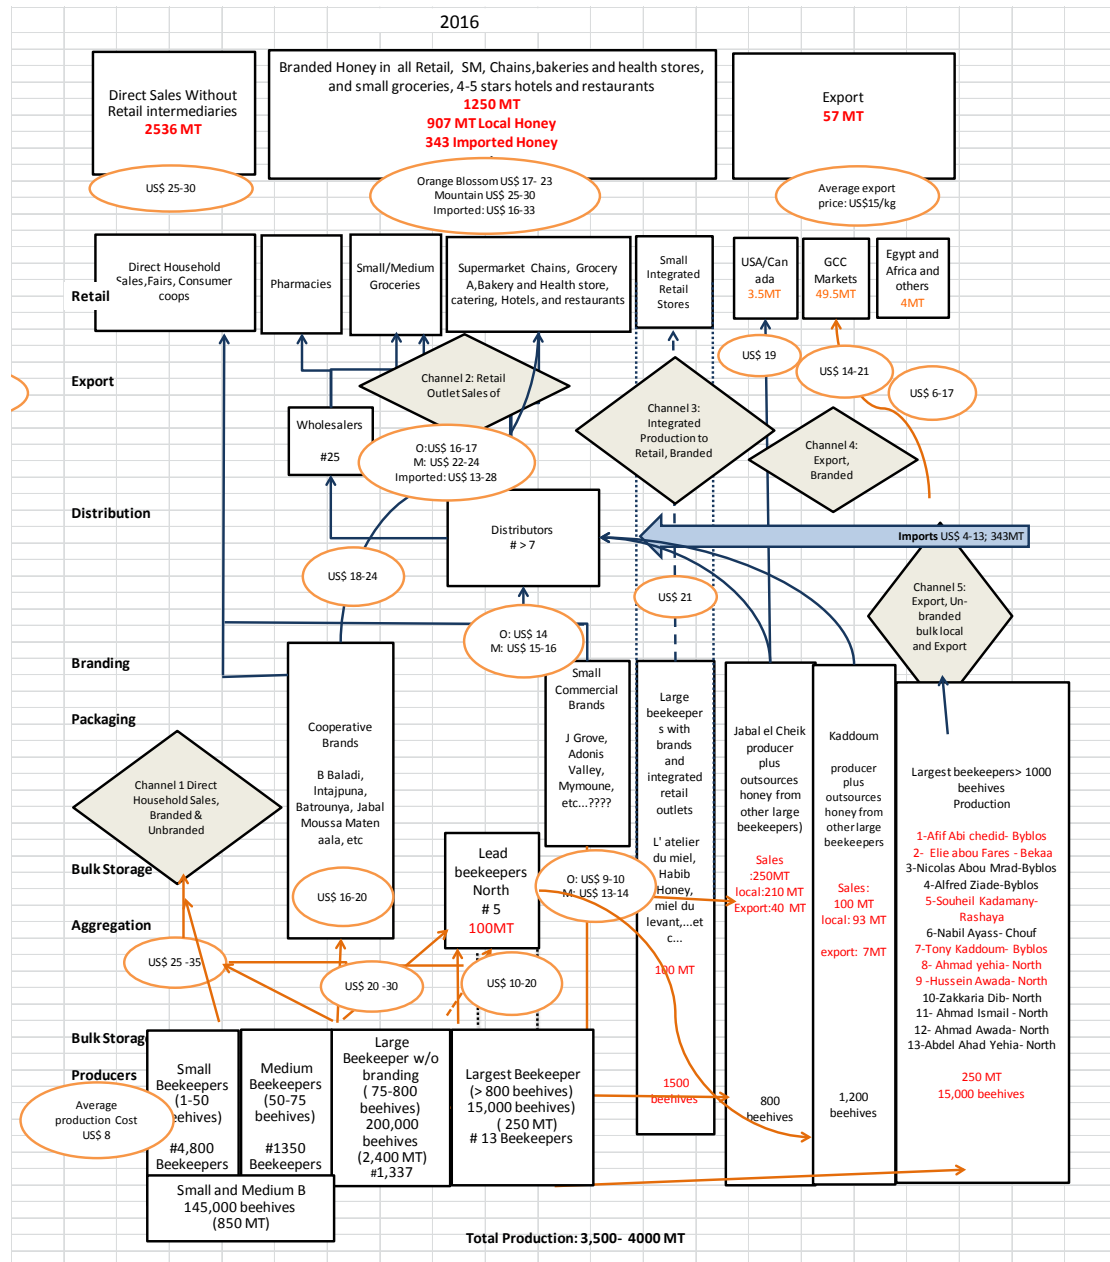 2016
Direct Sales Without
Retail intermediaries
2536 MT
Branded Honey in all Retail, SM, Chains,bakeries and health stores,
and small groceries, 4-5 stars hotels and restaurants
1250 MT
907 MT Local Honey
343 Imported Honey
Export
57 MT
US$ 25-30
Orange Blossom US$ 17- 23
Mountain US$ 25-30
Imported: US$ 16-33
Average export
price: US$15/kg
Retail
Direct Household
Sales,Fairs, Consumer
coops
Pharmacies
Small/Medium
Groceries
Supermarket Chains, Grocery
A,Bakery and Health store,
catering, Hotels, and restaurants
Small
Integrated
Retail
Stores
USA/Can
ada
3.5MT
GCC
Markets
49.5MT
Egypt and
Africa and
others
4MT
US$ 19
US$ 14-21
US$ 6-17
Export
Channel 2: Retail
Outlet Sales of
Channel 3:
Integrated
Production to
Retail, Branded
Channel 4:
Export,
Branded
Wholesalers
#25
O:US$ 16-17
M: US$ 22-24
Imported: US$ 13-28
Distribution
Distributors
# > 7
Imports US$ 4-13; 343MT
US$ 18-24
US$ 21
Channel 5:
Export, Un-
branded
bulk local
and Export
O: US$ 14
M: US$ 15-16
Branding
Packaging
Channel 1 Direct
Household Sales,
Branded &
Unbranded
Cooperative
Brands
B Baladi,
Intajpuna,
Batrounya, Jabal
Moussa Maten
aala, etc
US$ 16-20
Small
Commercial
Brands
J Grove,
Adonis
Valley,
Mymoune,
etc...????
Large
beekeeper
s with
brands
and
integrated
retail
outlets
L' atelier
du miel,
Habib
Honey,
miel du
levant,...et
c...
100 MT
1500
beehives
Jabal el Cheik
producer
plus
outsources
honey from
other large
beekeepers)
Sales
:250MT
local:210 MT
Export:40 MT
800
beehives
Kaddoum
producer
plus
outsources
honey from
other large
beekeepers
Sales:
100 MT
local: 93 MT
export: 7MT
1,200
beehives
Largest beekeepers> 1000
beehives
Production
1-Afif Abi chedid- Byblos
2- Elie abou Fares - Bekaa
3-Nicolas Abou Mrad-Byblos
4-Alfred Ziade-Byblos
5-Souheil Kadamany-
Rashaya
6-Nabil Ayass- Chouf
7-Tony Kaddoum- Byblos
8- Ahmad yehia- North
9 -Hussein Awada- North
10-Zakkaria Dib- North
11- Ahmad Ismail - North
12- Ahmad Awada- North
13-Abdel Ahad Yehia- North
250 MT
15,000 beehives
Bulk Storage
Lead
beekeepers
North
# 5
100MT
O: US$ 9-10
M: US$ 13-14
Aggregation
US$ 25 -35
US$ 20 -30
US$ 10-20
Bulk Storage
Producers
Average
production Cost
US$ 8
Small
Beekeepers
(1-50
beehives)
#4,800
Beekeepers
Medium
Beekeepers
(50-75
beehives)
#1350
Beekeepers
Large
Beekeeper w/o
branding
( 75-800
beehives)
200,000
beehives
(2,400 MT)
#1,337
Largest Beekeeper
(> 800 beehives)
15,000 beehives)
( 250 MT)
# 13 Beekeepers
Small and Medium B
145,000 beehives
(850 MT)
Total Production: 3,500- 4000 MT